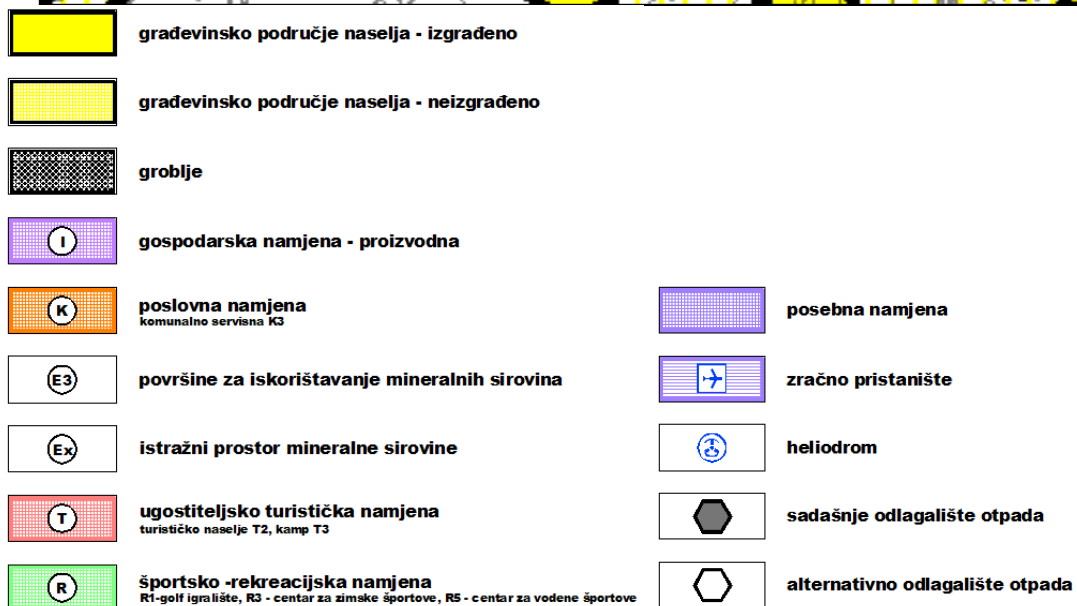 građevinsko područje naselja - izgrađeno
građevinsko područje naselja - neizgrađeno
groblje
I
gospodarska namjena - proizvodna
K
poslovna namjena
komunalno servisna K3
E3
površine za iskorištavanje mineralnih sirovina
Ex
istražni prostor mineralne sirovine
T
ugostiteljsko turistička namjena
turističko naselje T2, kamp T3
R
športsko -rekreacijska namjena
R1-golf igralište, R3 - centar za zimske športove, R5 - centar za vodene športove
posebna namjena
zračno pristanište
heliodrom
sadašnje odlagalište otpada
alternativno odlagalište otpada